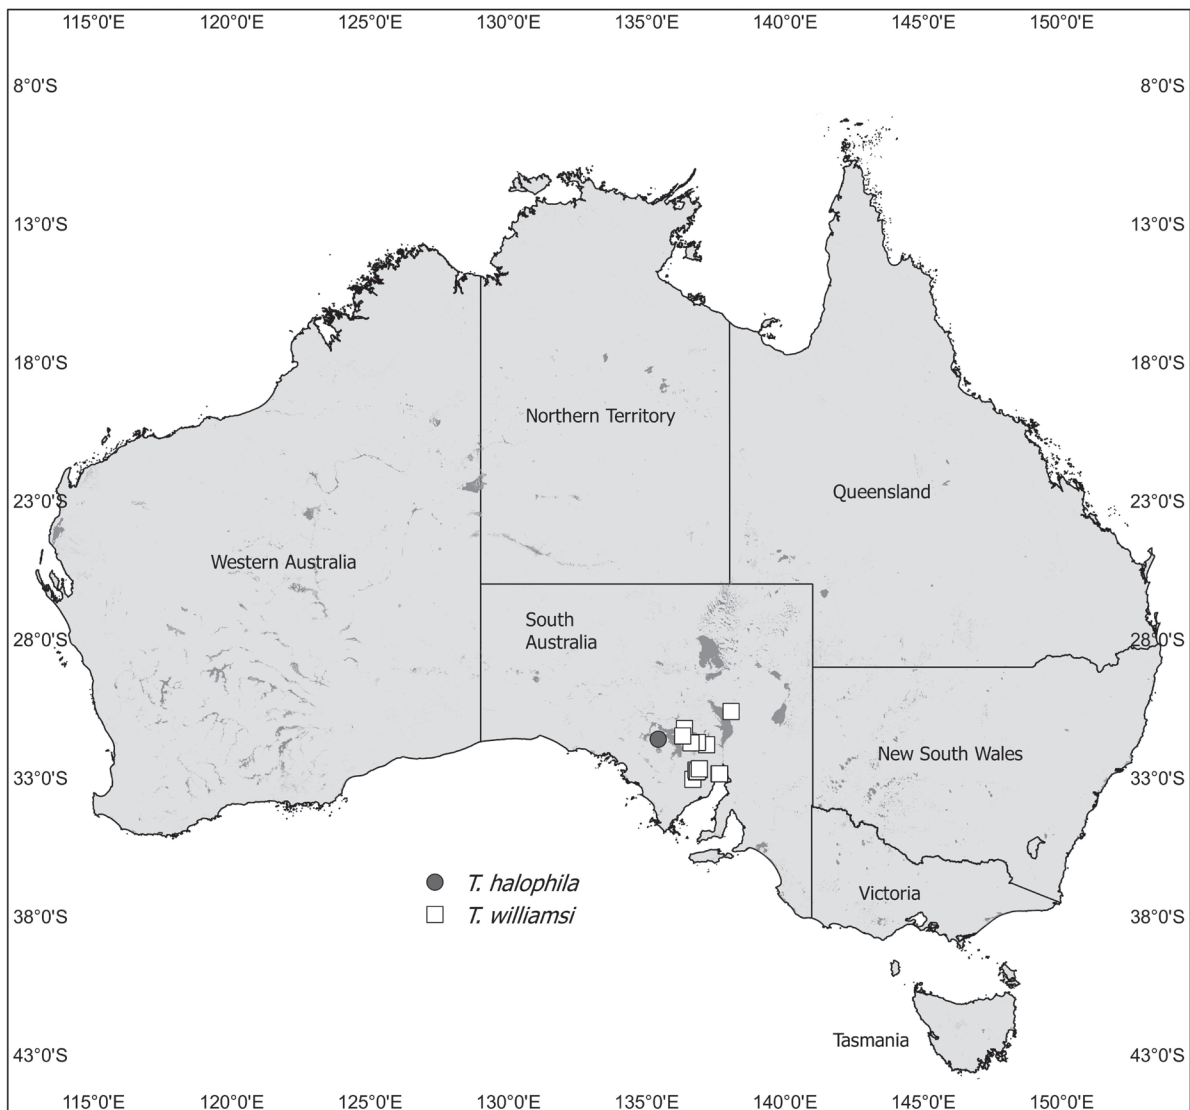 115°0'E 120°0'E 125°0'E 130°0'E 135°0'E 140°0'E 145°0'E 150°0'E
8°0'S 8°0'S
13°0'S 13°0'S
18°0'S 18°0'S
Northern Territory
Queensland
23°0'S 23°0'S
Western Australia
South
Australia
28°0'S 28°0'S
New South Wales
33°0'S 33°0'S
T. halophila
Victoria
T. williamsi
38°0'S 38°0'S
Tasmania
43°0'S 43°0'S
115°0'E 120°0'E 125°0'E 130°0'E 135°0'E 140°0'E 145°0'E 150°0'E